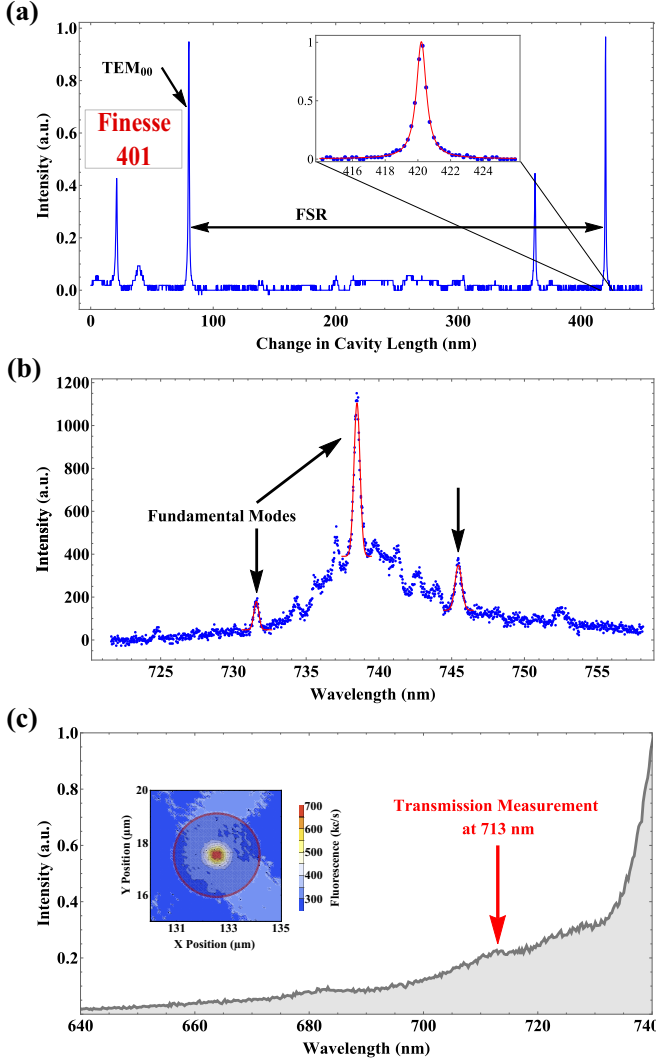 (a)
1.0
0.8
0.6
0.4
0.2
0.0
Intensity (a.u.)
TEM₀₀
Finesse
401
FSR
1
0.5
0
416 418 420 422 424
0 100 200 300 400
Change in Cavity Length (nm)
(b)
1200
1000
800
600
400
200
0
Intensity (a.u.)
Fundamental Modes
725 730 735 740 745 750 755
Wavelength (nm)
(c)
1.0
0.8
0.6
0.4
0.2
Intensity (a.u.)
20
18
16
Y Position (μm)
131 133 135
X Position (μm)
700
600
500
400
300
Fluorescence (kc/s)
Transmission Measurement
at 713 nm
640 660 680 700 720 740
Wavelength (nm)